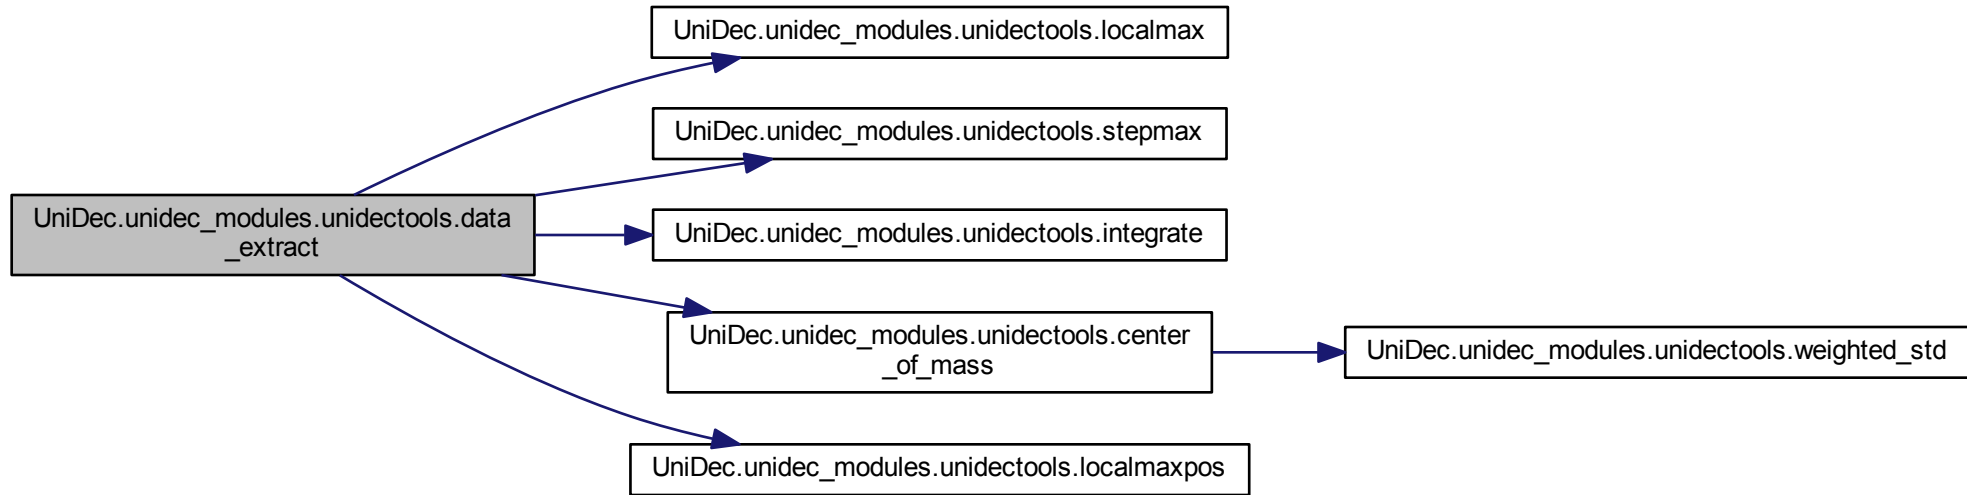 UniDec.unidec_modules.unidectools.localmax
UniDec.unidec_modules.unidectools.stepmax
UniDec.unidec_modules.unidectools.data
_extract
UniDec.unidec_modules.unidectools.integrate
UniDec.unidec_modules.unidectools.center
_of_mass
UniDec.unidec_modules.unidectools.weighted_std
UniDec.unidec_modules.unidectools.localmaxpos